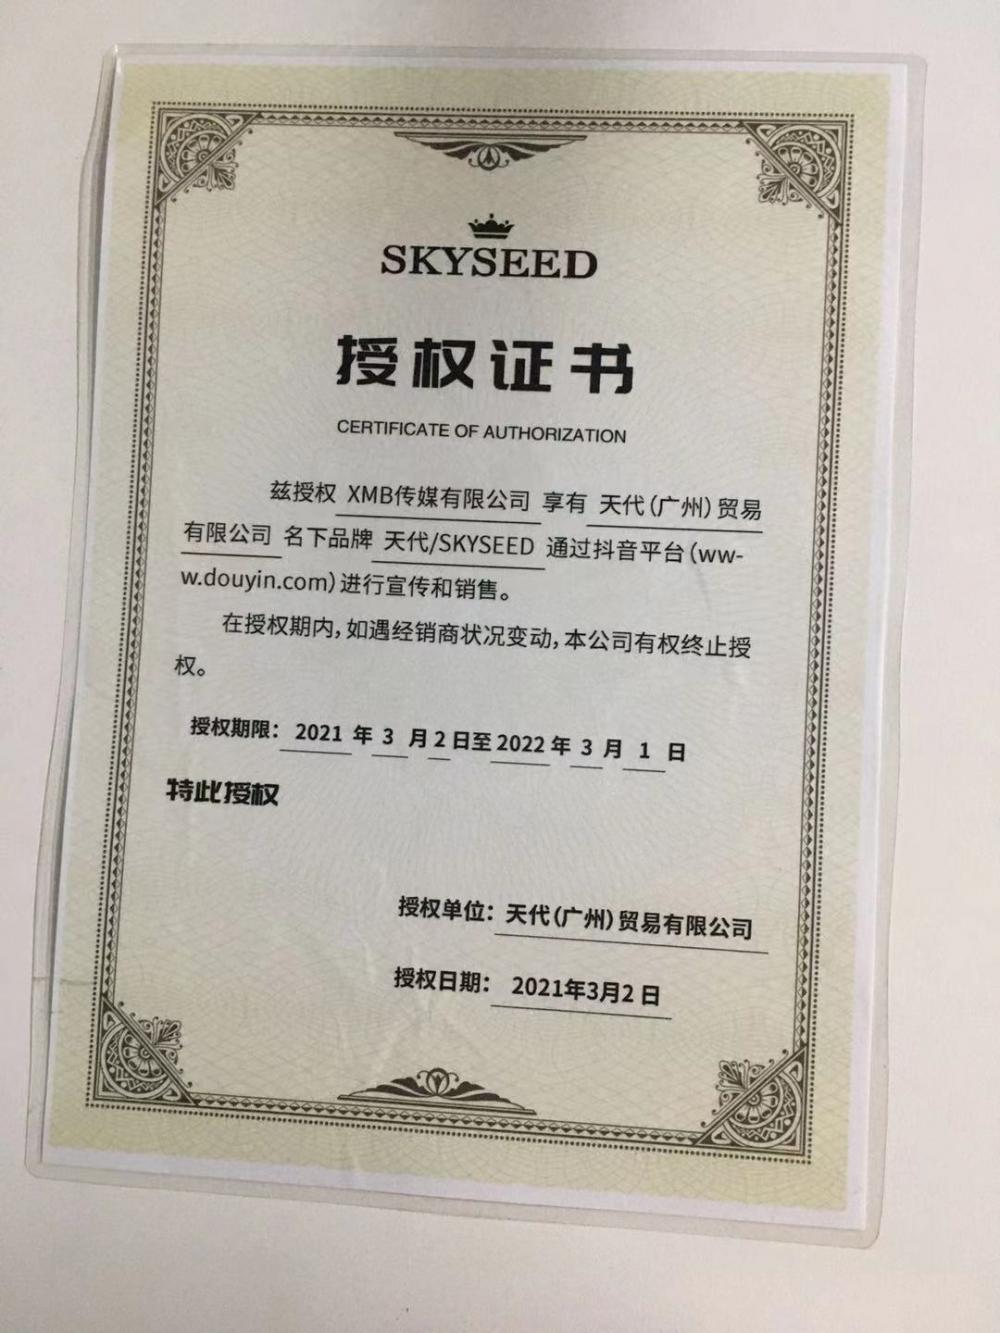 SKYSEED
授权证书
CERTIFICATE OF AUTHORIZATION
兹授权 XMB传媒有限公司 享有 天代（广州）贸易
有限公司 名下品牌 天代/SKYSEED 通过抖音平台（ww-
w.douyin.com）进行宣传和销售。
在授权期内，如遇经销商状况变动，本公司有权终止授
权。
授权期限： 2021 年 3 月 2 日至 2022 年 3 月 1 日
特此授权
授权单位：天代（广州）贸易有限公司
授权日期： 2021年3月2 日